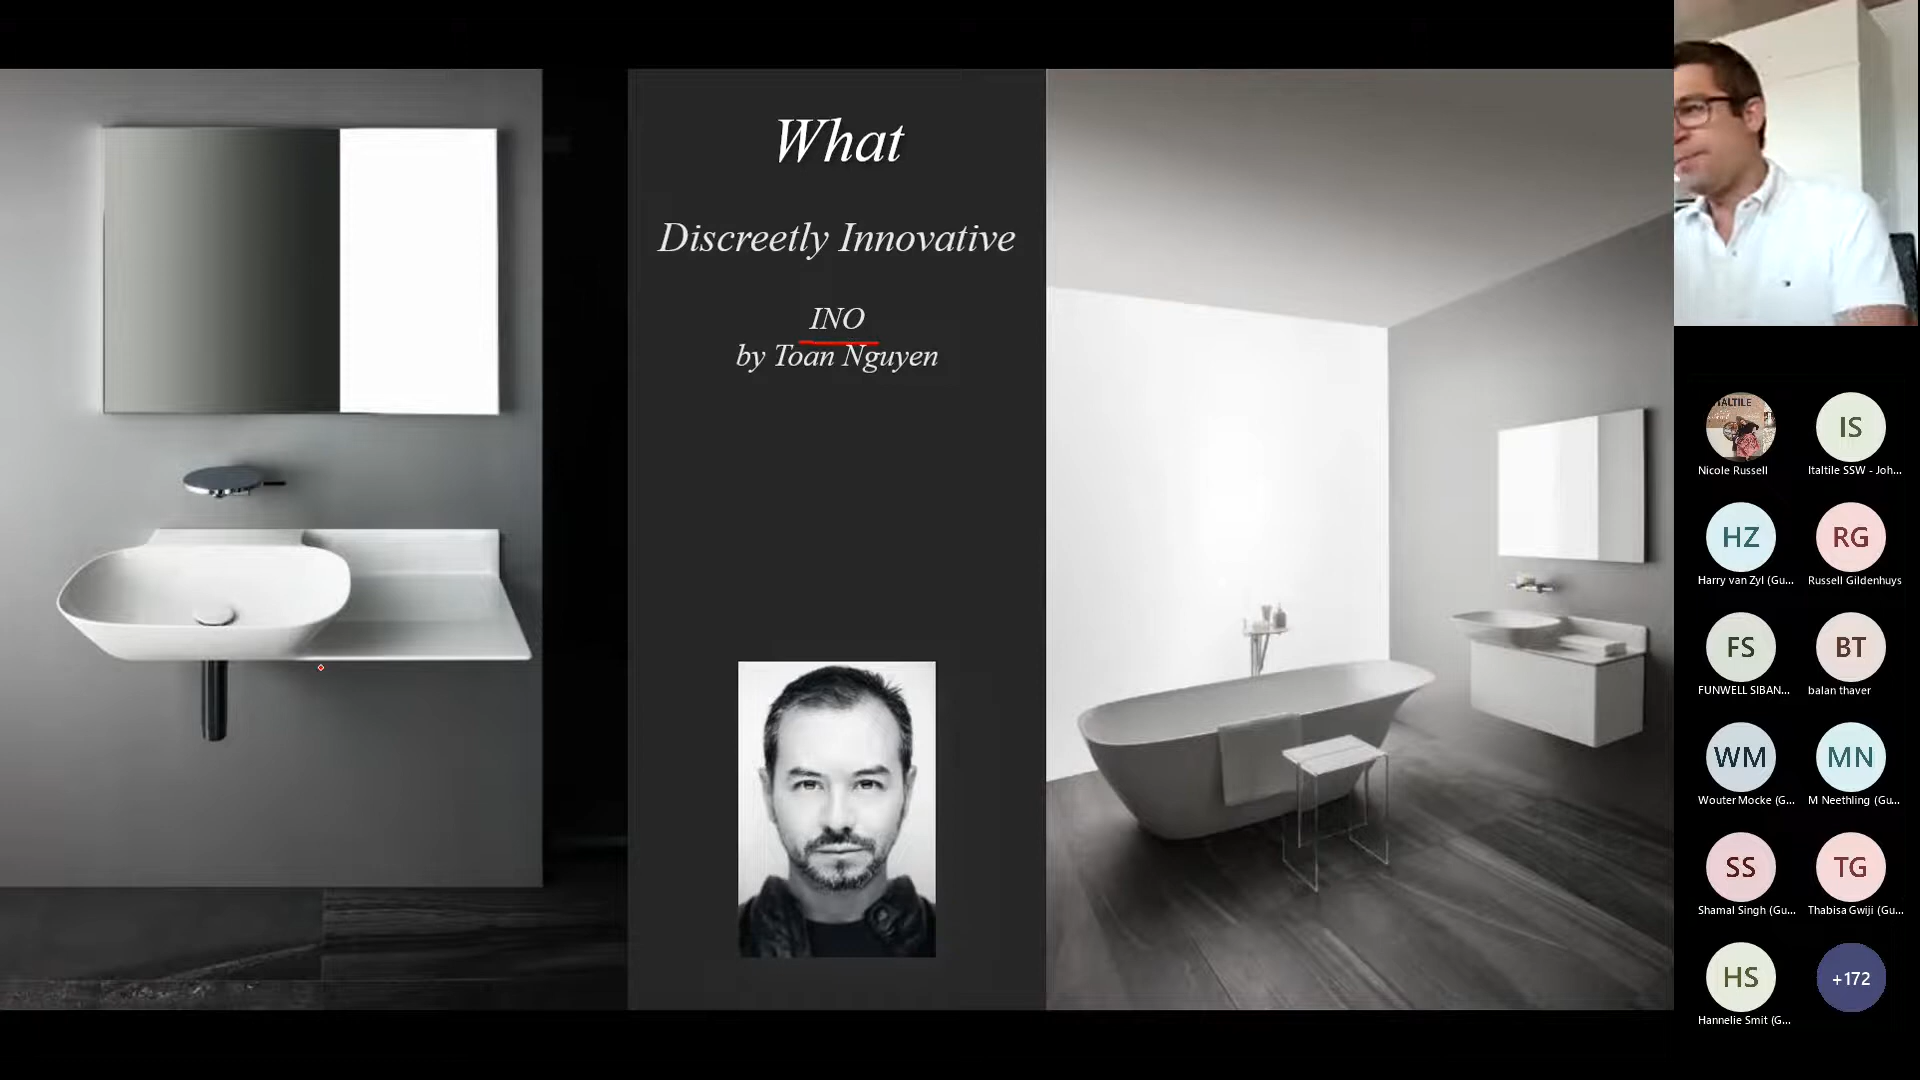 What
Discreetly Innovative
INO
by Toan Nguyen
ITALTILE
Nicole Russell
IS
Italtile SSW - Joh...
HZ
Harry van Zyl (Gu...
RG
Russell Gildenhuys
FS
FUNWELL SIBAN...
BT
balan thaver
WM
Wouter Mocke (G...
MN
M Neethling (Gu...
SS
Shamal Singh (Gu...
TG
Thabisa Gwiji (Gu...
HS
Hannelie Smit (G...
+172